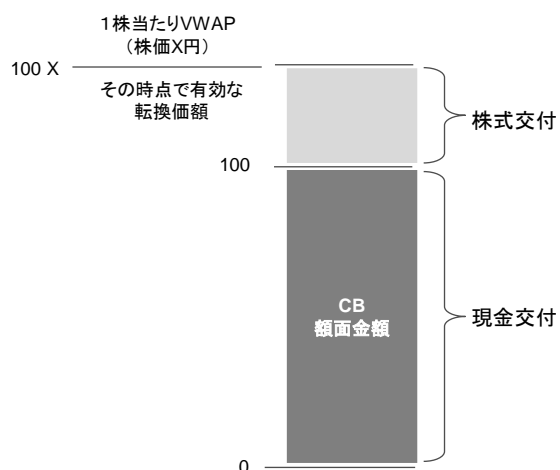 1株当たりVWAP
（株価X円）
100 X
その時点で有効な
転換価額
株式交付
100
CB
額面金額
現金交付
0